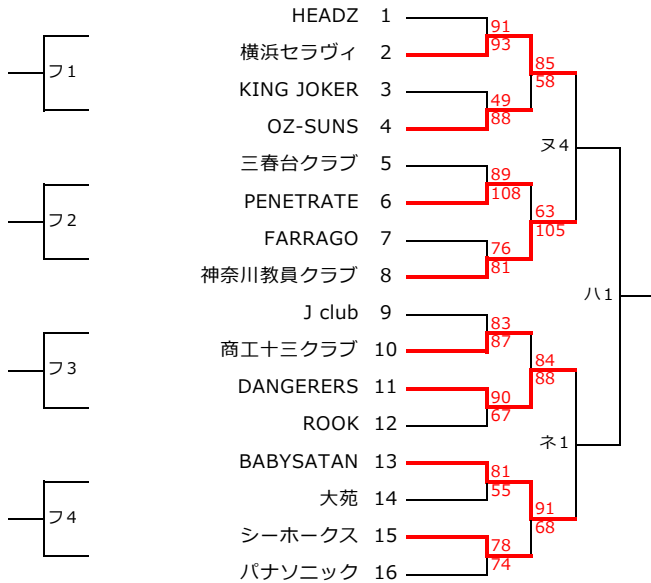 HEADZ 1
91
横浜セラヴィ 2
93
85
フ1
58
KING JOKER 3
49
OZ-SUNS 4
88
ヌ4
三春台クラブ 5
89
PENETRATE 6
108
63
フ2
105
FARRAGO 7
76
神奈川教員クラブ 8
81
ハ1
J club 9
83
商工十三クラブ 10
87
84
フ3
88
DANGERERS 11
90
ROOK 12
67
ネ1
BABYSATAN 13
81
大苑 14
55
91
フ4
68
シーホークス 15
78
パナソニック 16
74